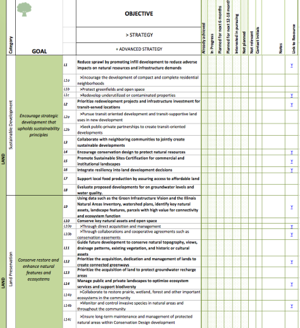 OBJECTIVE
> STRATEGY
+ ADVANCED STRATEGY
Category
GOAL
Already achieved
In Progress
Planned for next 6 months
Planned for next 12
Interested in pursuing
Not planned
Not relevant
Contact Initials
Notes
Link to Resource
LAND
Sustainable Development
Encourage strategic
development that
upholds sustainability
principles
L1
Reduce sprawl by promoting infill development to reduce adverse
impacts on natural resources and infrastructure demands
L1a
>Encourage the development of compact and complete residential
neighborhoods
L1b
>Protect greenfields and open space
L1c
>Redevelop underutilized or contaminated properties
L2
Prioritize redevelopment projects and infrastructure investment for
transit-served locations
L2a
>Pursue transit oriented development and transit-supportive land
uses in new development
L2b
>Seek public-private partnerships to create transit-oriented
developments
L3
Collaborate with neighboring communities to jointly create
sustainable developments
L4
Encourage conservation design to protect natural resources
L5
Promote Sustainable Sites Certification for commercial and
institutional landscapes
L6
Integrate resiliency into land development decisions
L7
Support local food production by securing access to affordable land
L8
Evaluate proposed developments for on groundwater levels and
water quality.
LAND
Land Preservation
Conserve restore and
enhance natural
features and
ecosystems
L9
Using data such as the Green Infrastructure Vision and the Illinois
Natural Areas Inventory, watershed plans, identify key natural
assets, landscape features, parcels with high value for connectivity
and ecosystem function
L10
Conserve key natural assets and open space
L10a
>Through direct acquisition and management
L10b
>Through collaborations and cooperative agreements such as
conservation easements
L11
Guide future development to conserve natural topography, views,
drainage patterns, existing vegetation, and historic or cultural
assets
L12
Prioritize the acquisition, dedication and management of lands to
create connected greenways
L13
Prioritize the acquisition of land to protect groundwater recharge
areas
L14
Manage public and private landscapes to optimize ecosystem
services and support biodiversity
L14a
>Collaborate to restore prairie, wetland, forest and other important
ecosystems in the community
L14b
>Monitor and control invasive species in natural areas and
throughout the community
L14c
>Ensure long-term maintenance and management of protected
natural areas within Conservation Design development